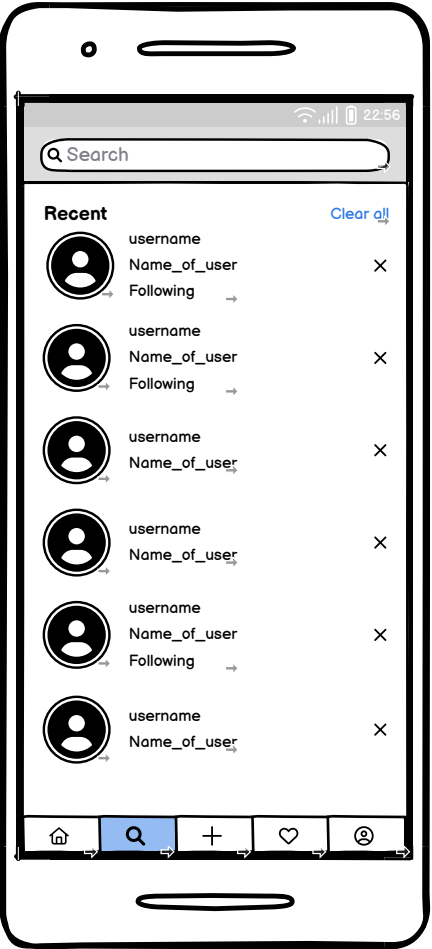 22:56
Search
Recent
Clear all
username
Name_of_user
Following
username
Name_of_user
Following
username
Name_of_user
username
Name_of_user
username
Name_of_user
Following
username
Name_of_user